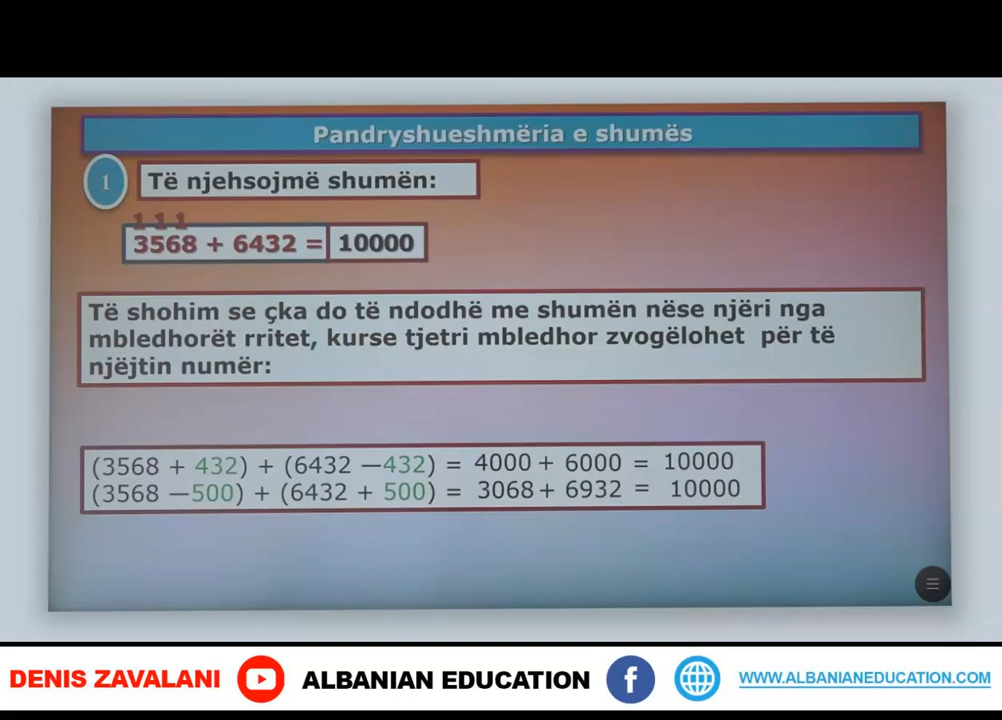 Pandryshueshmëria e shumës
1
Të njehsojmë shumën:
1 1 1
3568 + 6432 = 10000
Të shohim se çka do të ndodhë me shumën nëse njëri nga
mbledhorët rritet, kurse tjetri mbledhor zvogëlohet për të
njëjtin numër:
(3568 + 432) + (6432 —432) = 4000 + 6000 = 10000
(3568 —500) + (6432 + 500) = 3068 + 6932 = 10000
DENIS ZAVALANI ALBANIAN EDUCATION f WWW.ALBANIANEDUCATION.COM